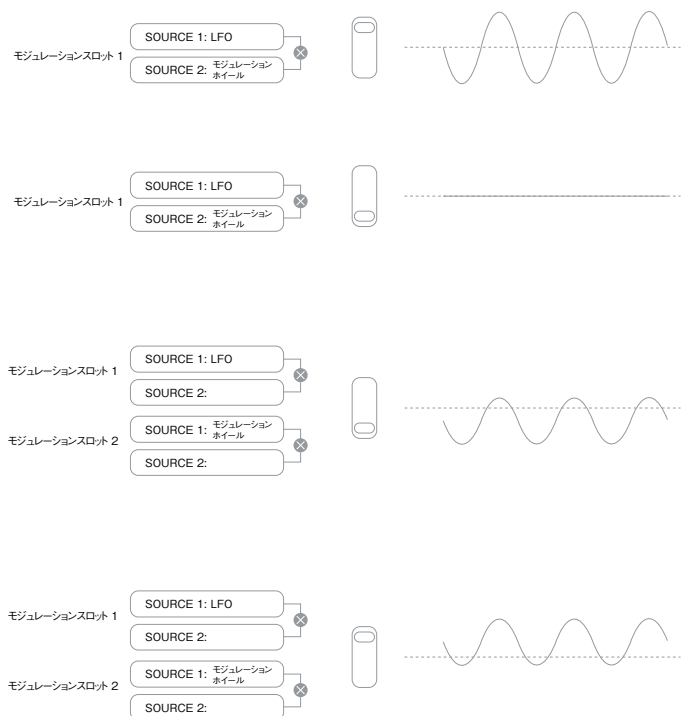 モジュレーションスロット 1
SOURCE 1: LFO
SOURCE 2: モジュレーション
ホイール
モジュレーションスロット 1
SOURCE 1: LFO
SOURCE 2: モジュレーション
ホイール
モジュレーションスロット 1
SOURCE 1: LFO
SOURCE 2:
モジュレーションスロット 2
SOURCE 1: モジュレーション
ホイール
SOURCE 2:
モジュレーションスロット 1
SOURCE 1: LFO
SOURCE 2:
モジュレーションスロット 2
SOURCE 1: モジュレーション
ホイール
SOURCE 2: